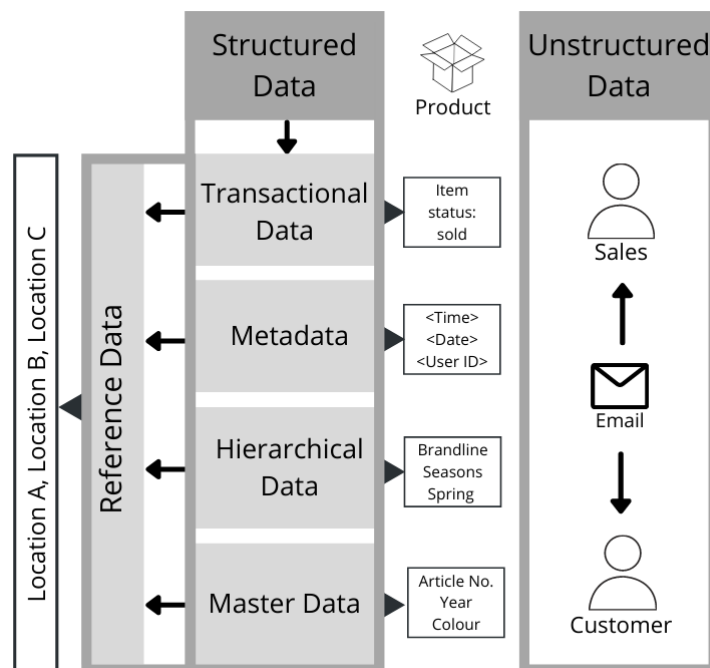 Structured
Data
Product
Unstructured
Data
Location A, Location B, Location C
Reference Data
Transactional
Data
Item
status:
sold
Metadata
<Time>
<Date>
<User ID>
Hierarchical
Data
Brandline
Seasons
Spring
Master Data
Article No.
Year
Colour
Sales
Email
Customer